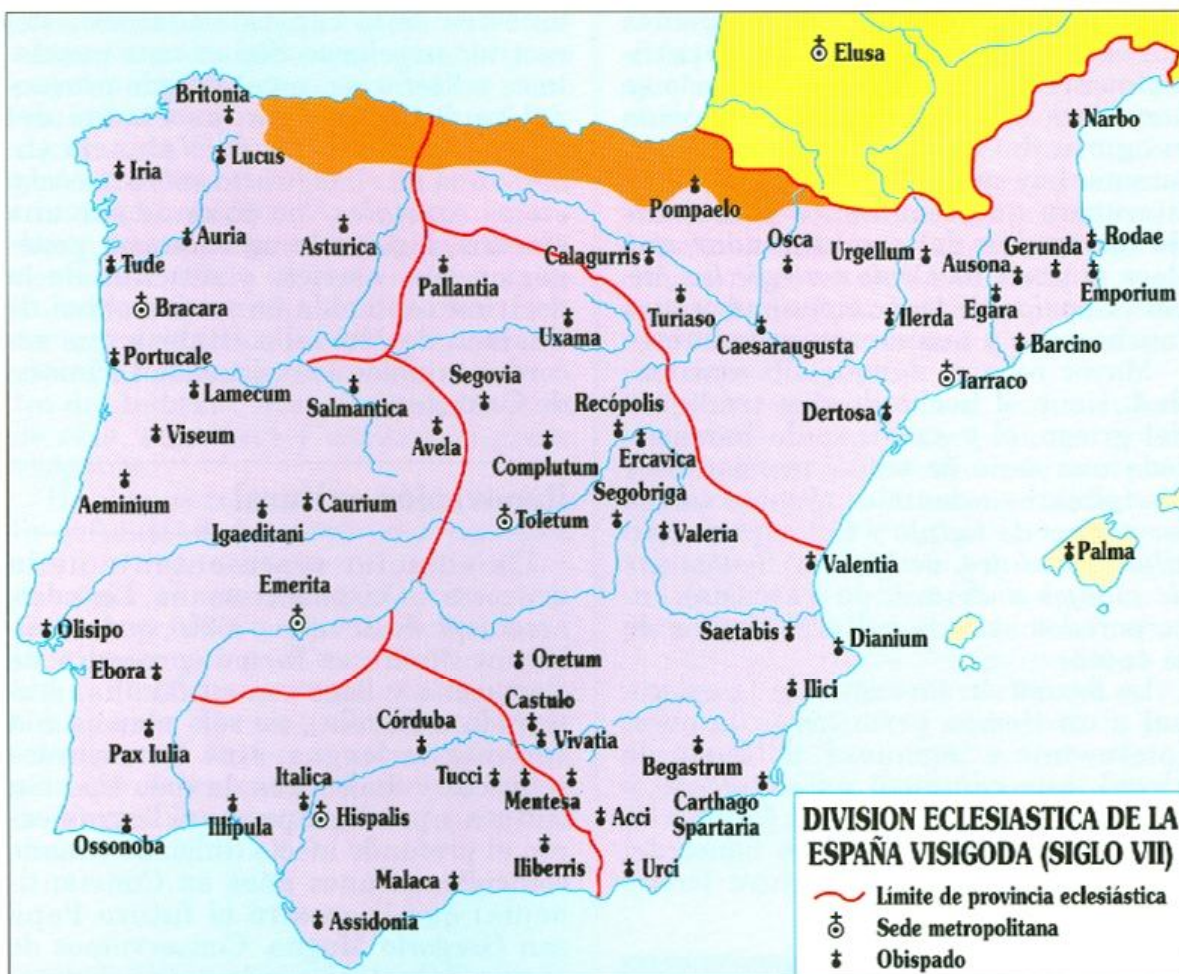 Elusa
Britonia
Narbo
Lucus
Iria
Pompaelo
Auria
Asturica
Osca
Urgellum
Gerunda
Rodae
Tude
Calagurris
Ausona
Pallantia
Bracara
Turiaso
Egara
Emporium
Uxama
Ilerda
Portucale
Caesaraugusta
Barcino
Segovia
Lamecum
Salmantica
Recópolis
Tarraco
Dertosa
Viseum
Avela
Complutum
Ercavica
Aeminium
Caurium
Segobriga
Igaeditani
Toletum
Valeria
Palma
Valentia
Emerita
Olisipo
Saetabis
Dianium
Ebora
Oretum
Ilici
Castulo
Córduba
Pax Iulia
Vivatia
Italica
Tucci
Begastrum
Mentesa
Carthago
Spartaria
Hispalis
Acci
Ossonoba
Illipula
Iliberris
Urci
Malaca
Assidonia
DIVISION ECLESIASTICA DE LA
ESPAÑA VISIGODA (SIGLO VII)
Límite de provincia eclesiástica
Sede metropolitana
Obispado